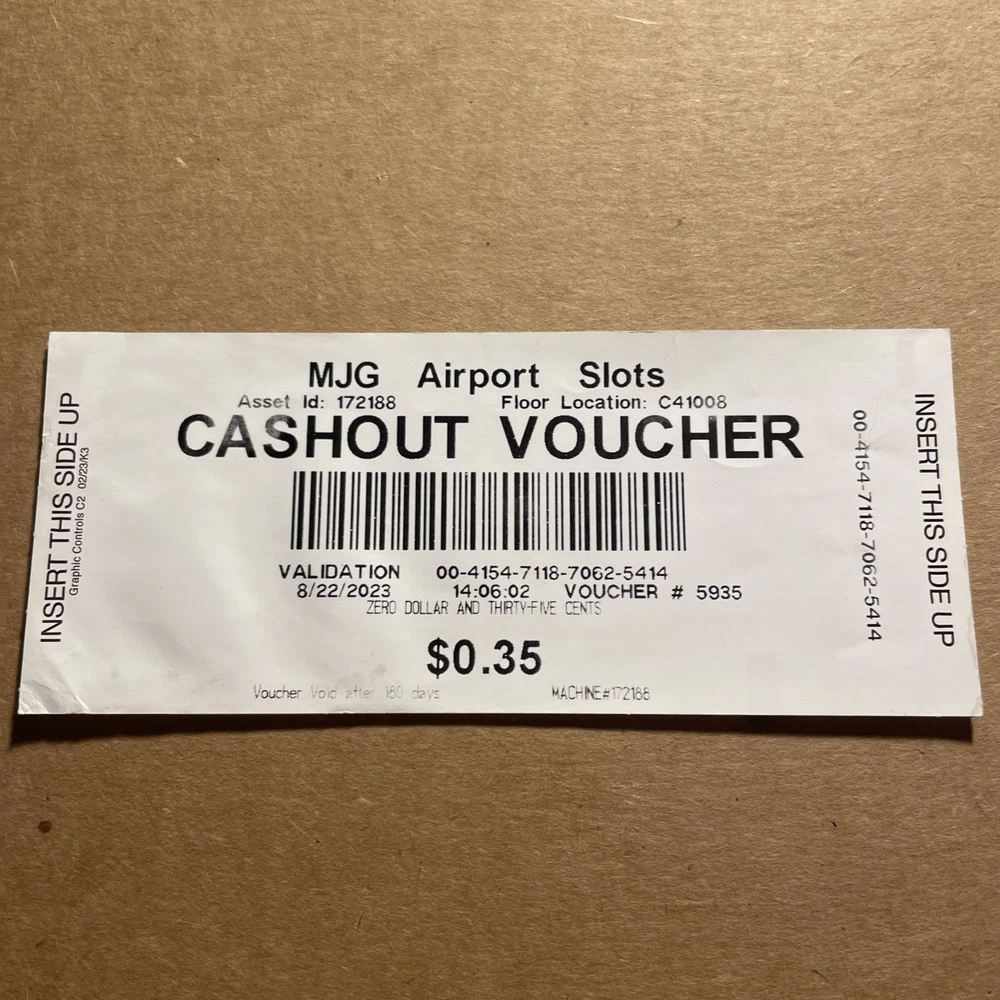 MJG Airport Slots
Asset Id: 172188 Floor Location: C41008
CASHOUT VOUCHER
VALIDATION 00-4154-7118-7062-5414
8/22/2023 14:06:02 VOUCHER # 5935
ZERO DOLLAR AND THIRTY-FIVE CENTS
$0.35
Voucher Void after 180 days MACHINE#172188
INSERT THIS SIDE UP
Graphic Controls C2 02/23/K3
00-4154-7118-7062-5414
INSERT THIS SIDE UP